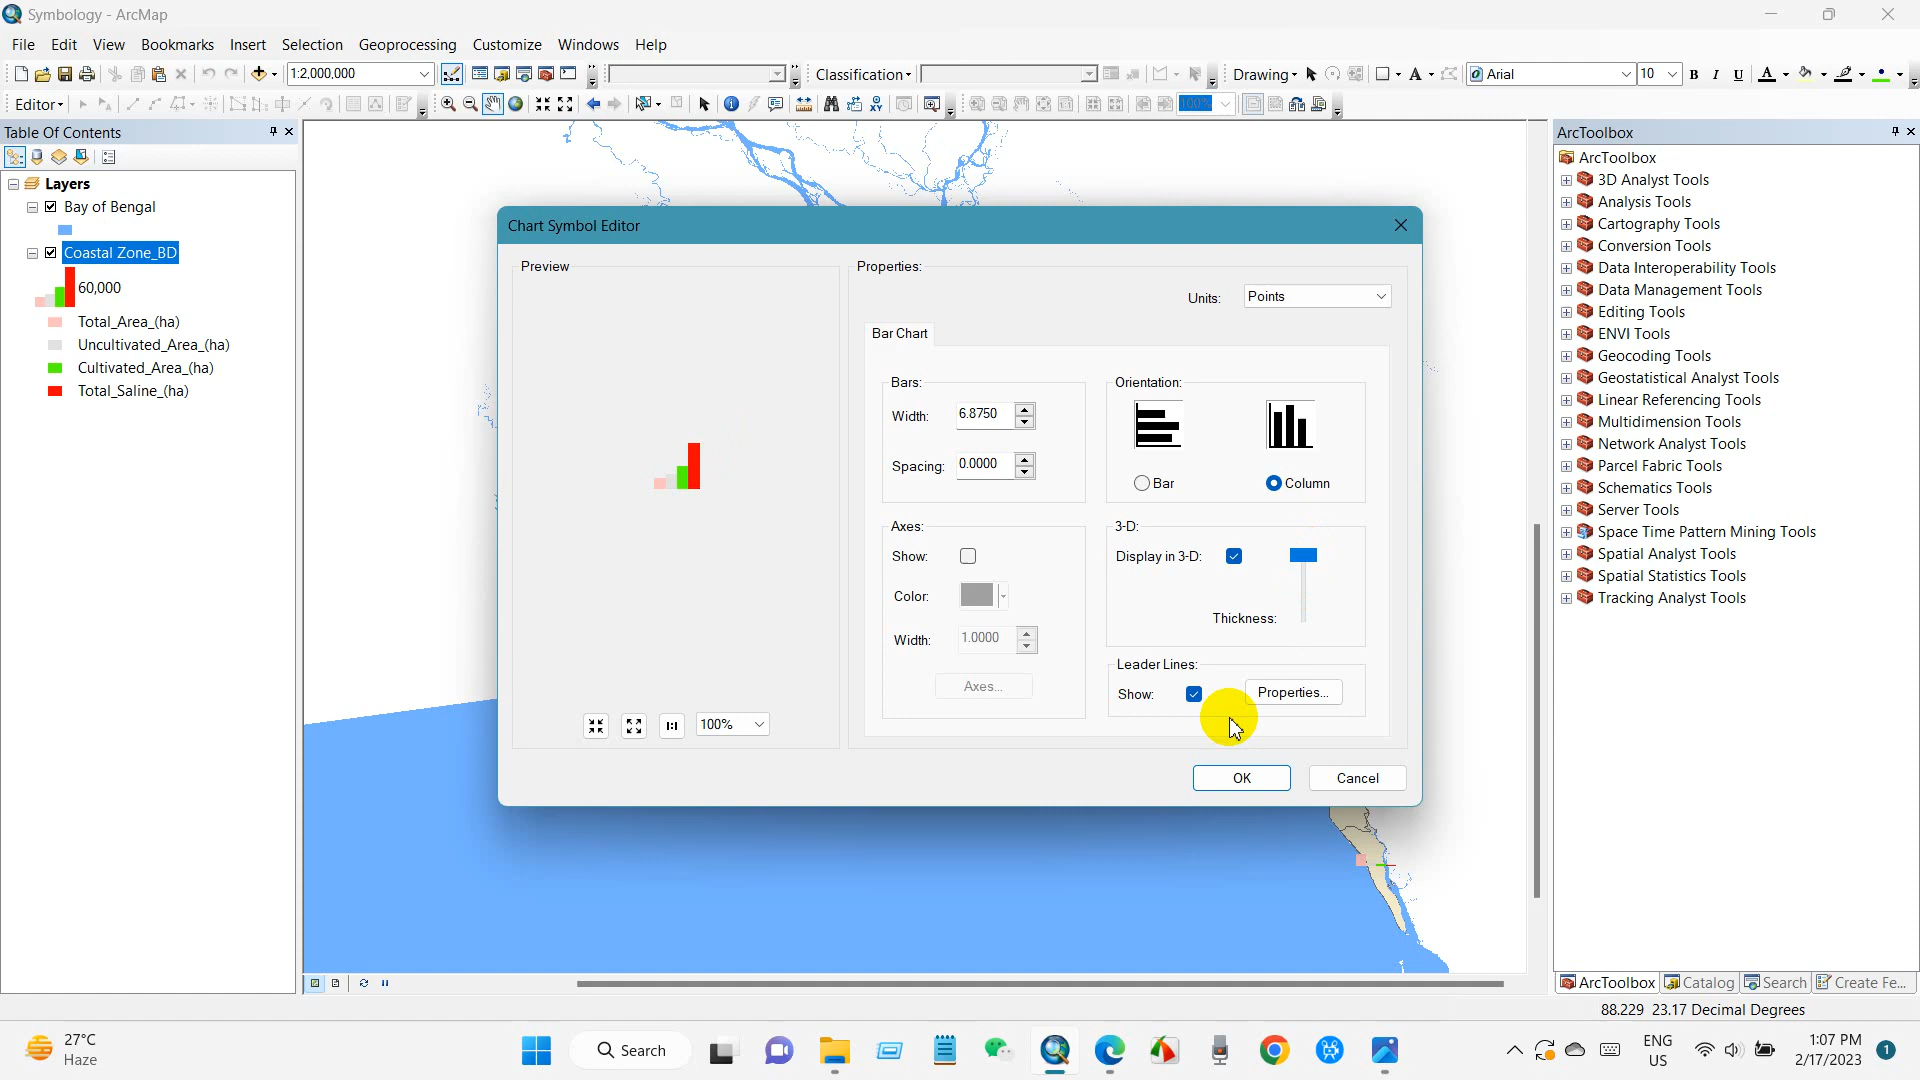 Symbology - ArcMap
File Edit View Bookmarks Insert Selection Geoprocessing Customize Windows Help
1:2,000,000 Classification Drawing Arial 10 B I U A
Editor 100%
Table Of Contents
Layers
Bay of Bengal
Coastal Zone_BD
60,000
Total_Area_(ha)
Uncultivated_Area_(ha)
Cultivated_Area_(ha)
Total_Saline_(ha)
Chart Symbol Editor
Preview
100%
Properties:
Units: Points
Bar Chart
Bars:
Width: 6.8750
Spacing: 0.0000
Orientation:
Bar Column
Axes:
Show:
Color:
Width: 1.0000
Axes...
3-D:
Display in 3-D:
Thickness:
Leader Lines:
Show: Properties...
OK Cancel
ArcToolbox
ArcToolbox
3D Analyst Tools
Analysis Tools
Cartography Tools
Conversion Tools
Data Interoperability Tools
Data Management Tools
Editing Tools
ENVI Tools
Geocoding Tools
Geostatistical Analyst Tools
Linear Referencing Tools
Multidimension Tools
Network Analyst Tools
Parcel Fabric Tools
Schematics Tools
Server Tools
Space Time Pattern Mining Tools
Spatial Analyst Tools
Spatial Statistics Tools
Tracking Analyst Tools
ArcToolbox Catalog Search Create Fe...
88.229 23.17 Decimal Degrees
27°C
Haze
Search
ENG
US
1:07 PM
2/17/2023
1